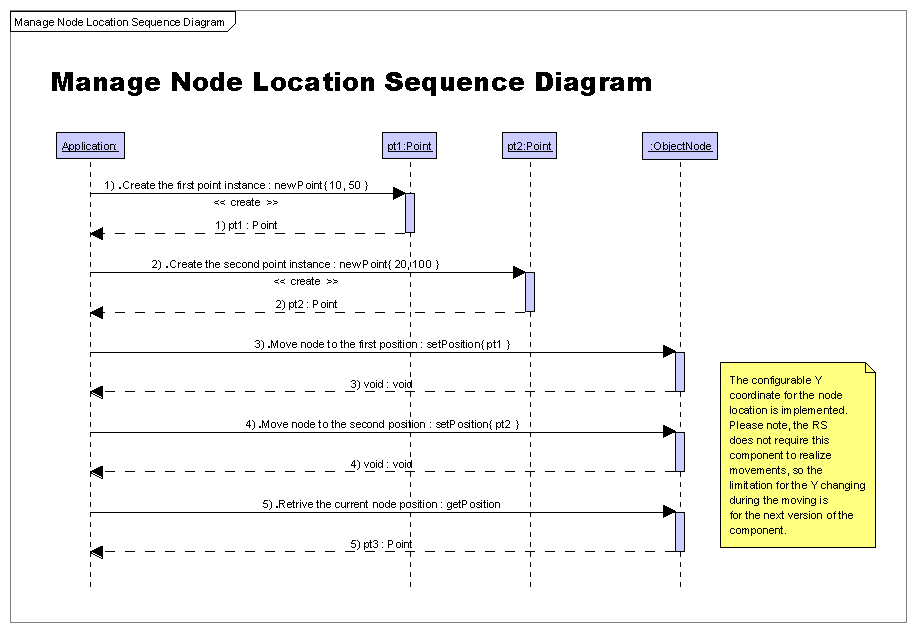 Manage Node Location Sequence Diagram
Manage Node Location Sequence Diagram
Application:
pt1:Point
pt2:Point
:ObjectNode
1) .Create the first point instance : newPoint{ 10, 50 }
<< create >>
1) pt1 : Point
2) .Create the second point instance : newPoint{ 20, 100 }
<< create >>
2) pt2 : Point
3) .Move node to the first position : setPosition{ pt1 }
3) void : void
4) .Move node to the second position : setPosition{ pt2 }
4) void : void
5) .Retrive the current node position : getPosition
5) pt3 : Point
The configurable Y
coordinate for the node
location is implemented.
Please note, the RS
does not require this
component to realize
movements, so the
limitation for the Y changing
during the moving is
for the next version of the
component.